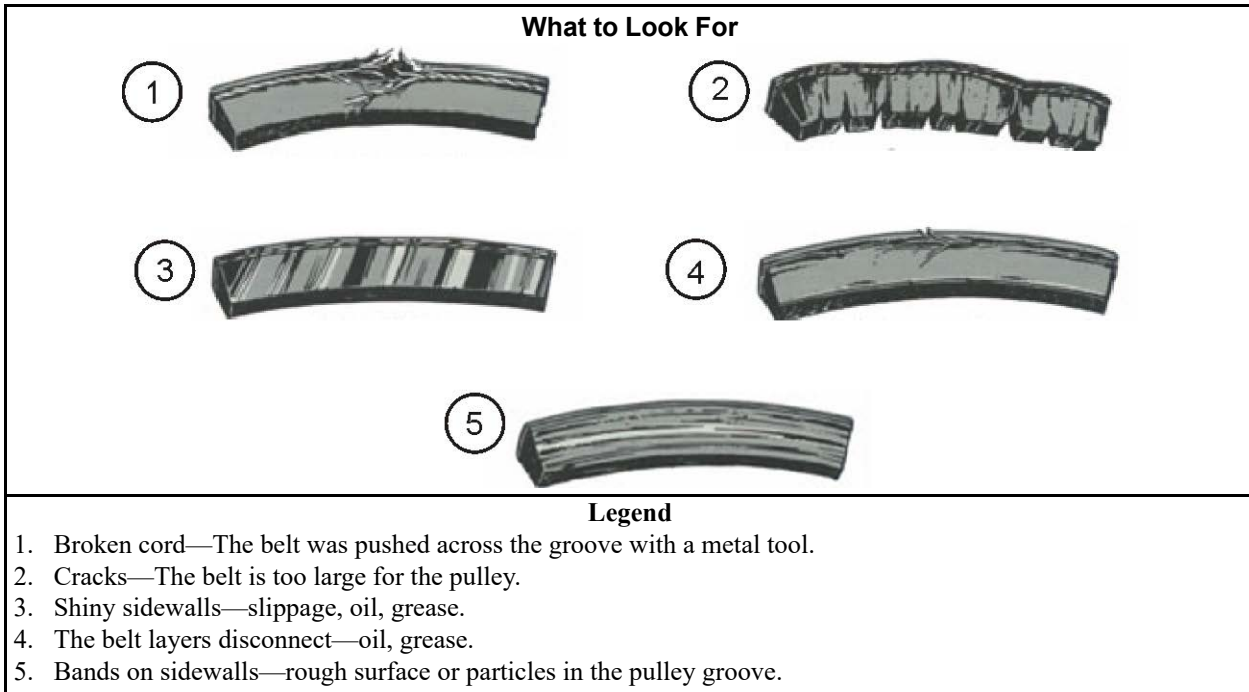 What to Look For
1
2
3
4
5
Legend
1. Broken cord—The belt was pushed across the groove with a metal tool.
2. Cracks—The belt is too large for the pulley.
3. Shiny sidewalls—slippage, oil, grease.
4. The belt layers disconnect—oil, grease.
5. Bands on sidewalls—rough surface or particles in the pulley groove.